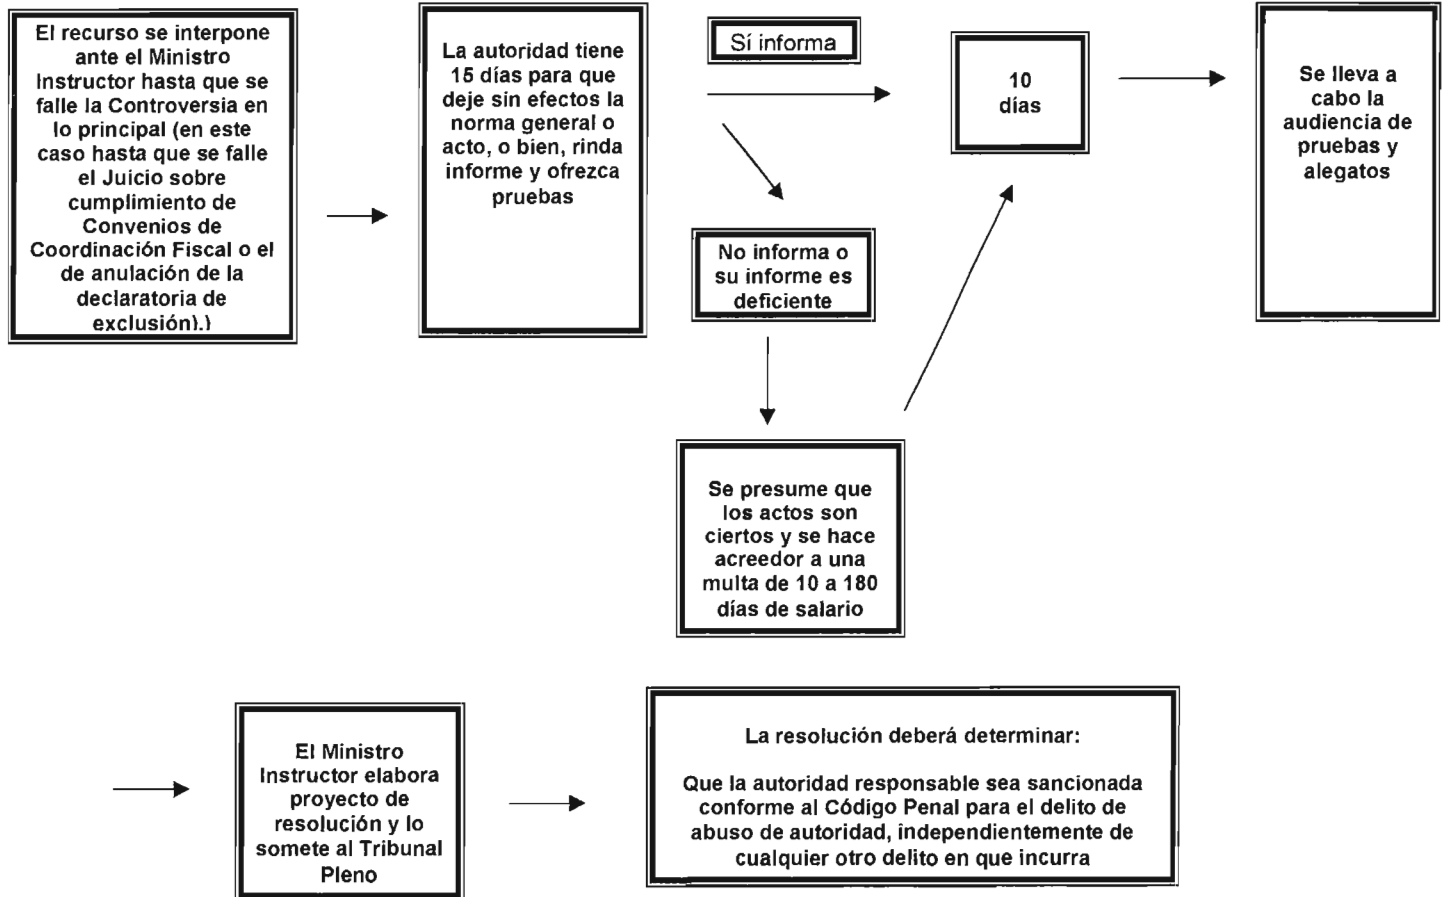 El recurso se interpone
ante el Ministro
Instructor hasta que se
falle la Controversia en
lo principal (en este
caso hasta que se falle
el Juicio sobre
cumplimiento de
Convenios de
Coordinación Fiscal o el
de anulación de la
declaratoria de
exclusión).)
La autoridad tiene
15 días para que
deje sin efectos la
norma general o
acto, o bien, rinda
informe y ofrezca
pruebas
Sí informa
No informa o
su informe es
deficiente
Se presume que
los actos son
ciertos y se hace
acreedor a una
multa de 10 a 180
días de salario
10
días
Se lleva a
cabo la
audiencia de
pruebas y
alegatos
El Ministro
Instructor elabora
proyecto de
resolución y lo
somete al Tribunal
Pleno
La resolución deberá determinar:
Que la autoridad responsable sea sancionada
conforme al Código Penal para el delito de
abuso de autoridad, independientemente de
cualquier otro delito en que incurra